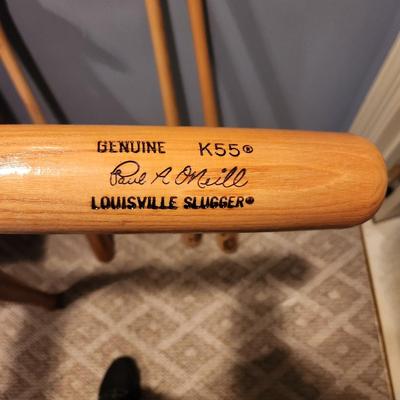 GENUINE K55®
Paul A O'Neill
LOUISVILLE SLUGGER®